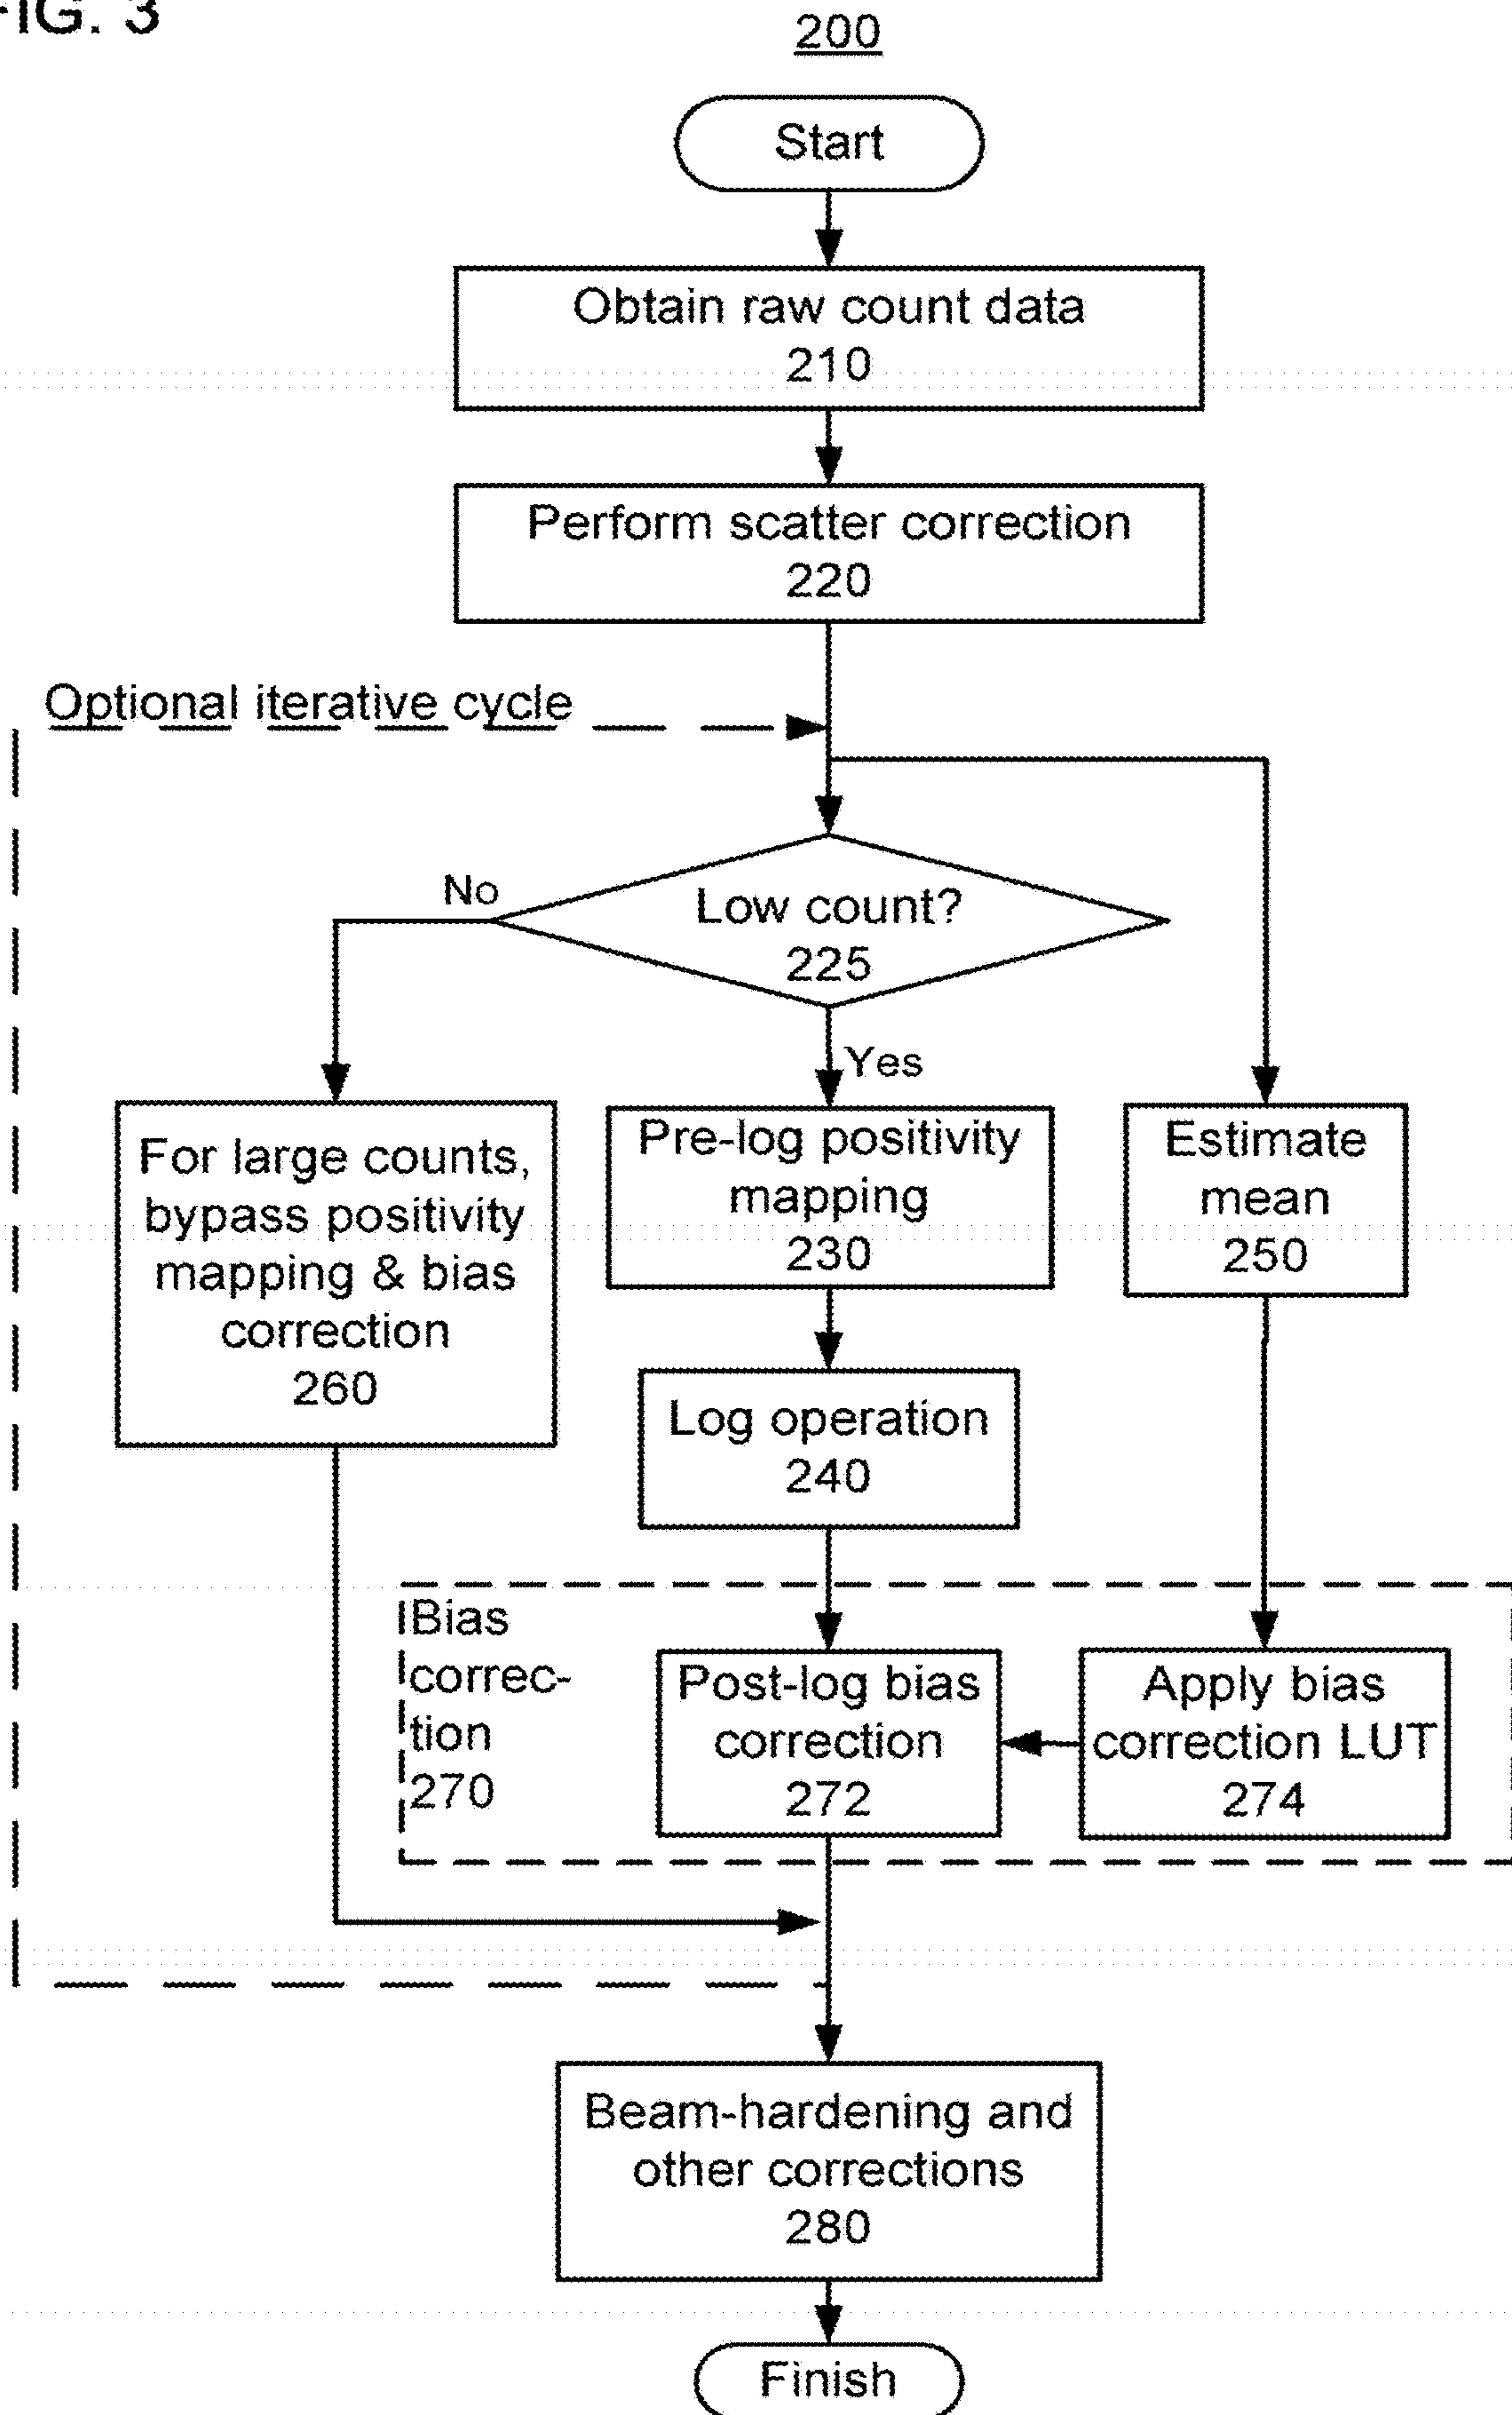 FIG. 3
200
Start
Obtain raw count data
210
Perform scatter correction
220
Optional iterative cycle
Low count?
225
No
Yes
For large counts,
bypass positivity
mapping & bias
correction
260
Pre-log positivity
mapping
230
Estimate
mean
250
Log operation
240
Bias
correc-
tion
270
Post-log bias
correction
272
Apply bias
correction LUT
274
Beam-hardening and
other corrections
280
Finish